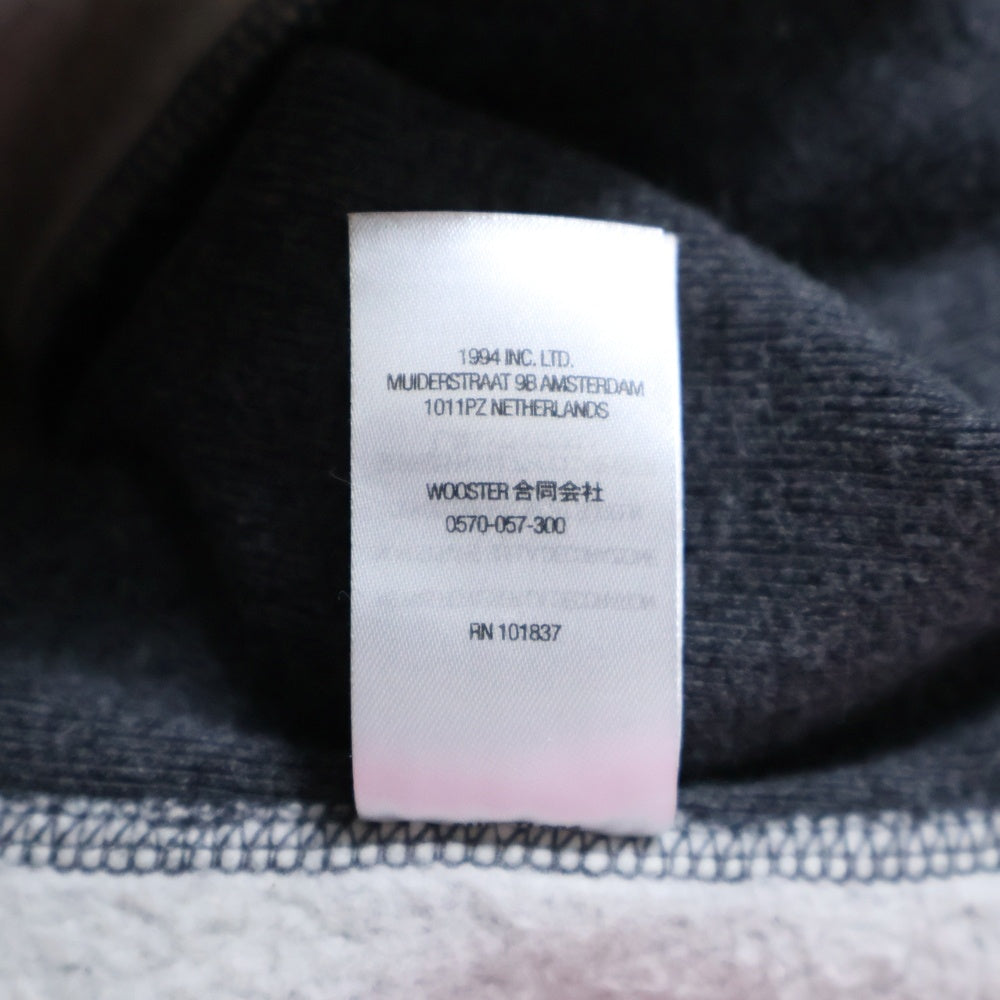 1994 INC. LTD.
MUIDERSTRAAT 9B AMSTERDAM
1011PZ NETHERLANDS
WOOSTER 合同会社
0570-057-300
RN 101837